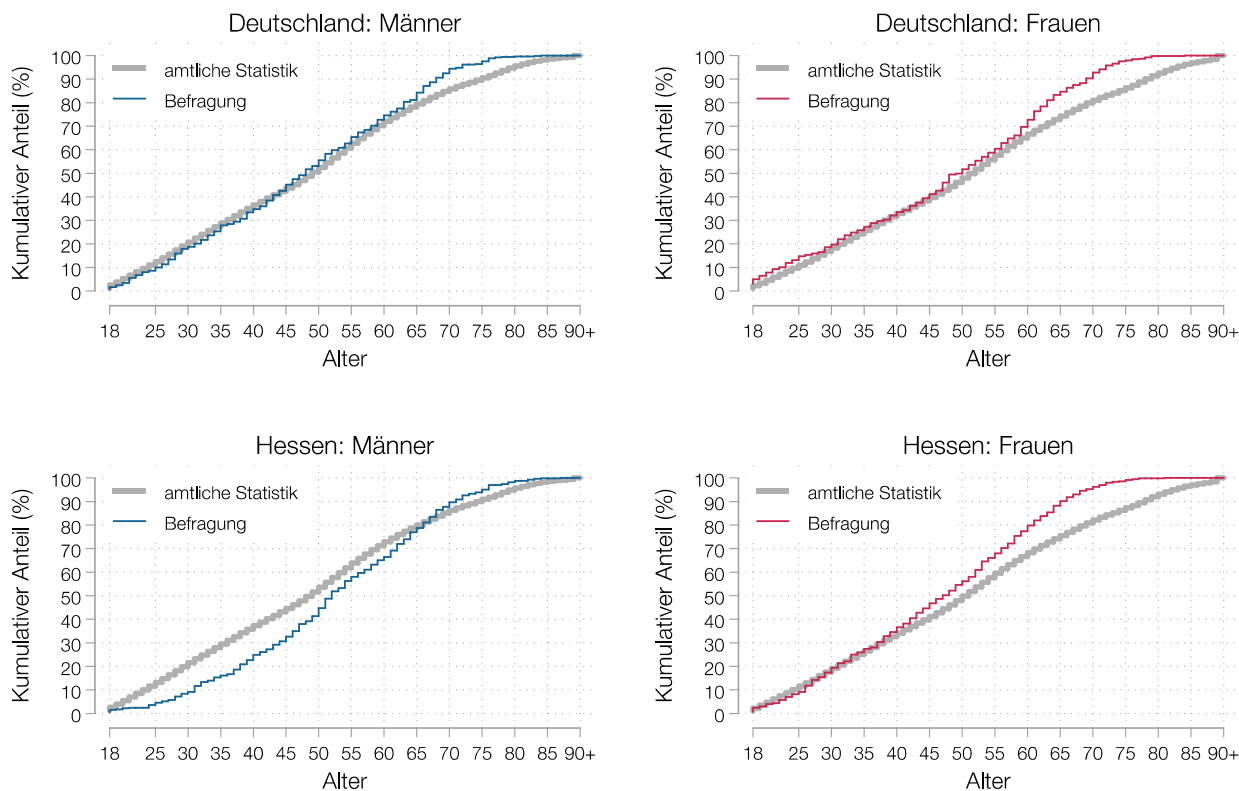 Deutschland: Männer
Kumulativer Anteil (%)
100
90
80
70
60
50
40
30
20
10
0
amtliche Statistik
Befragung
18 25 30 35 40 45 50 55 60 65 70 75 80 85 90+
Alter
Deutschland: Frauen
Kumulativer Anteil (%)
100
90
80
70
60
50
40
30
20
10
0
amtliche Statistik
Befragung
18 25 30 35 40 45 50 55 60 65 70 75 80 85 90+
Alter
Hessen: Männer
Kumulativer Anteil (%)
100
90
80
70
60
50
40
30
20
10
0
amtliche Statistik
Befragung
18 25 30 35 40 45 50 55 60 65 70 75 80 85 90+
Alter
Hessen: Frauen
Kumulativer Anteil (%)
100
90
80
70
60
50
40
30
20
10
0
amtliche Statistik
Befragung
18 25 30 35 40 45 50 55 60 65 70 75 80 85 90+
Alter